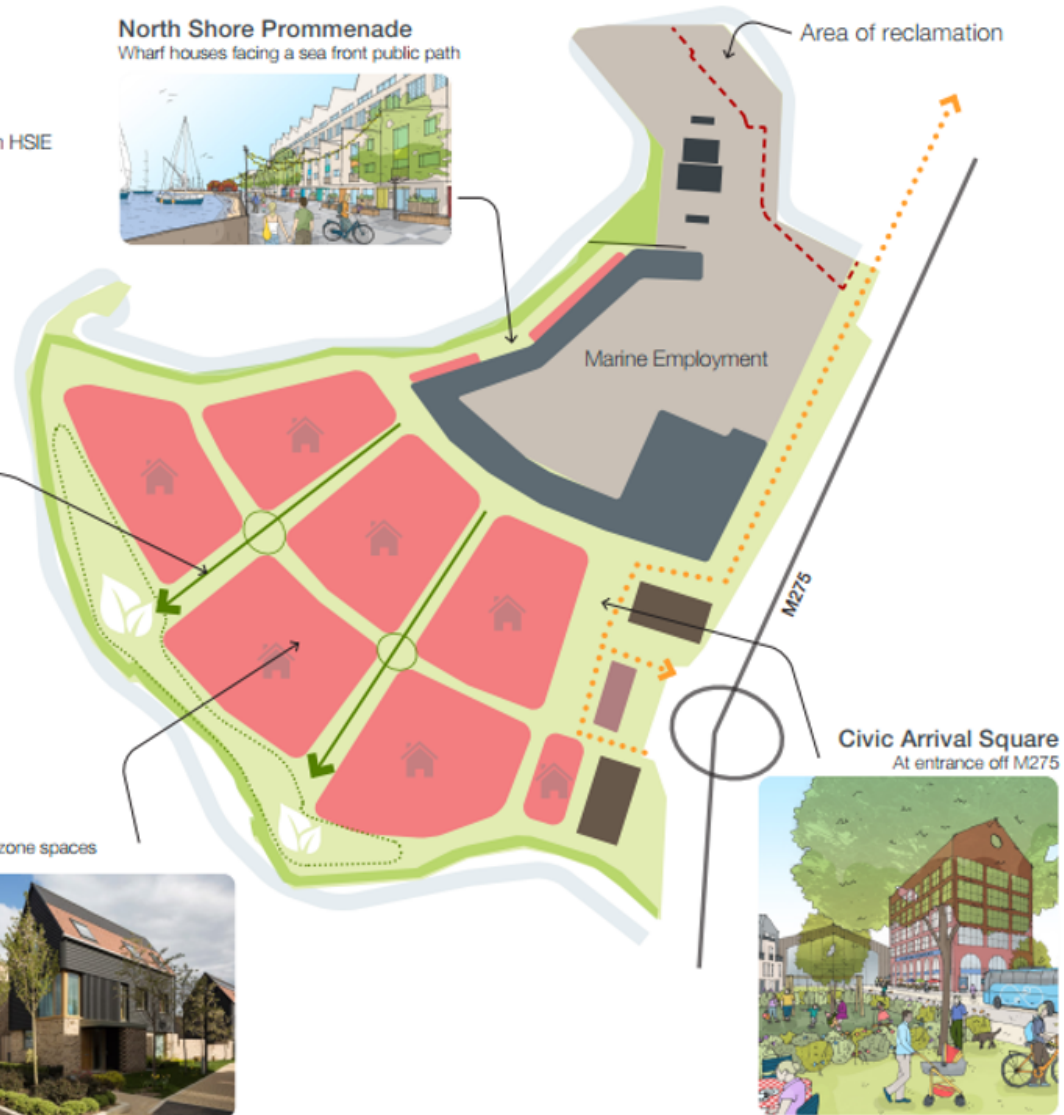 North Shore Prommenade
Wharf houses facing a sea front public path
Area of reclamation
HSIE
Marine Employment
M275
Civic Arrival Square
At entrance off M275
zone spaces